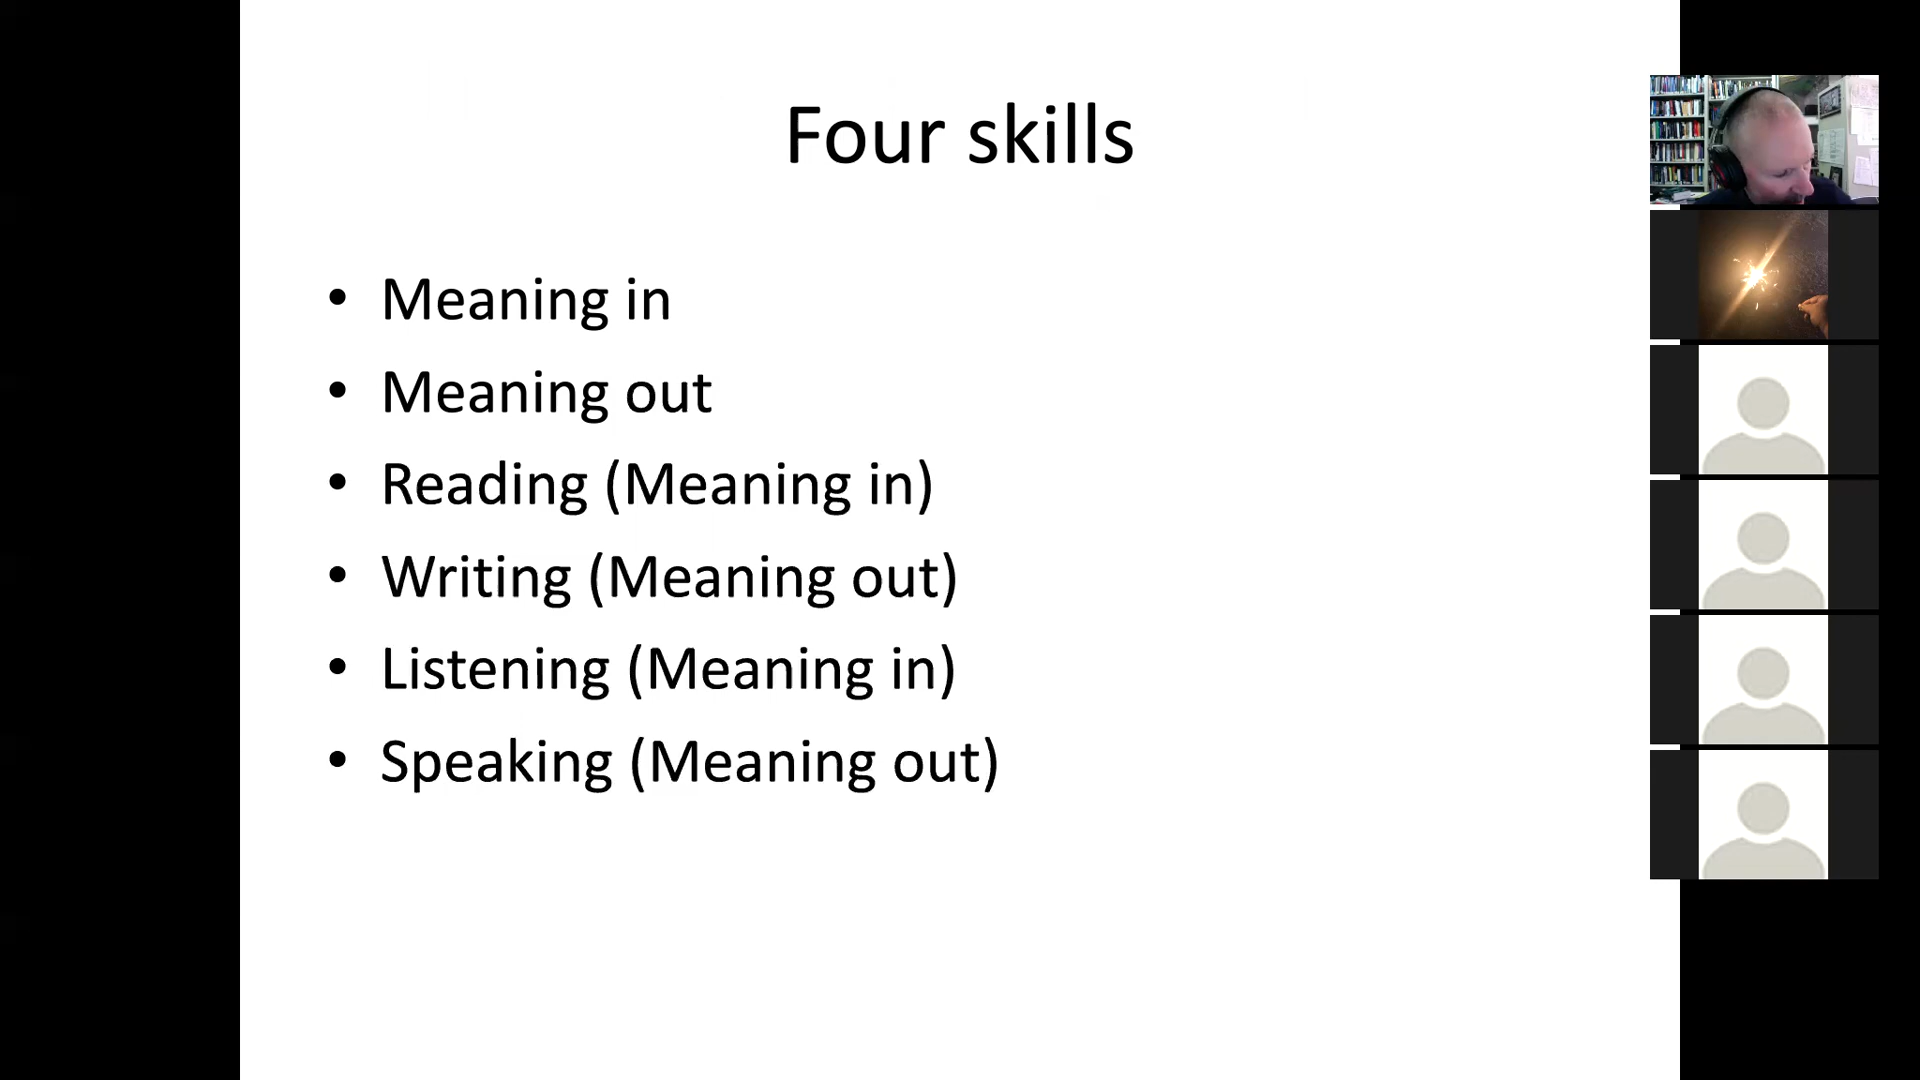 Four skills
• Meaning in
• Meaning out
• Reading (Meaning in)
• Writing (Meaning out)
• Listening (Meaning in)
• Speaking (Meaning out)